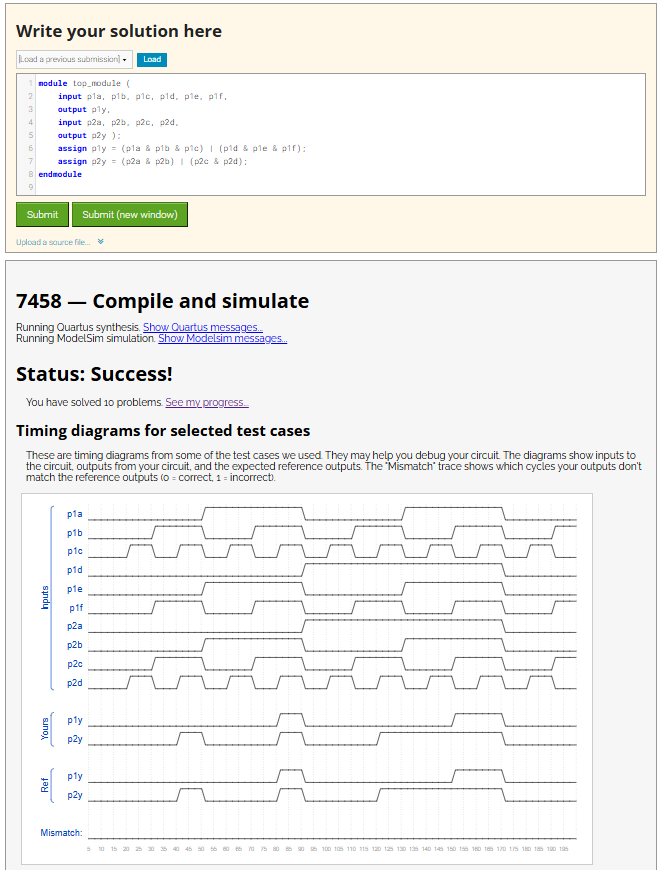 Write your solution here
[Load a previous submission]
Load
1 module top_module (
2 input p1a, p1b, p1c, p1d, p1e, p1f,
3 output p1y,
4 input p2a, p2b, p2c, p2d,
5 output p2y );
6 assign p1y = (p1a & p1b & p1c) | (p1d & p1e & p1f);
7 assign p2y = (p2a & p2b) | (p2c & p2d);
8 endmodule
9
Submit
Submit (new window)
Upload a source file...
7458 — Compile and simulate
Running Quartus synthesis. Show Quartus messages...
Running ModelSim simulation. Show Modelsim messages...
Status: Success!
You have solved 10 problems. See my progress...
Timing diagrams for selected test cases
These are timing diagrams from some of the test cases we used. They may help you debug your circuit. The diagrams show inputs to
the circuit, outputs from your circuit, and the expected reference outputs. The "Mismatch" trace shows which cycles your outputs don't
match the reference outputs (0 = correct, 1 = incorrect).
Inputs
p1a
p1b
p1c
p1d
p1e
p1f
p2a
p2b
p2c
p2d
Yours
p1y
p2y
Ref
p1y
p2y
Mismatch:
5 10 15 20 25 30 35 40 45 50 55 60 65 70 75 80 85 90 95 100 105 110 115 120 125 130 135 140 145 150 155 160 165 170 175 180 185 190 195